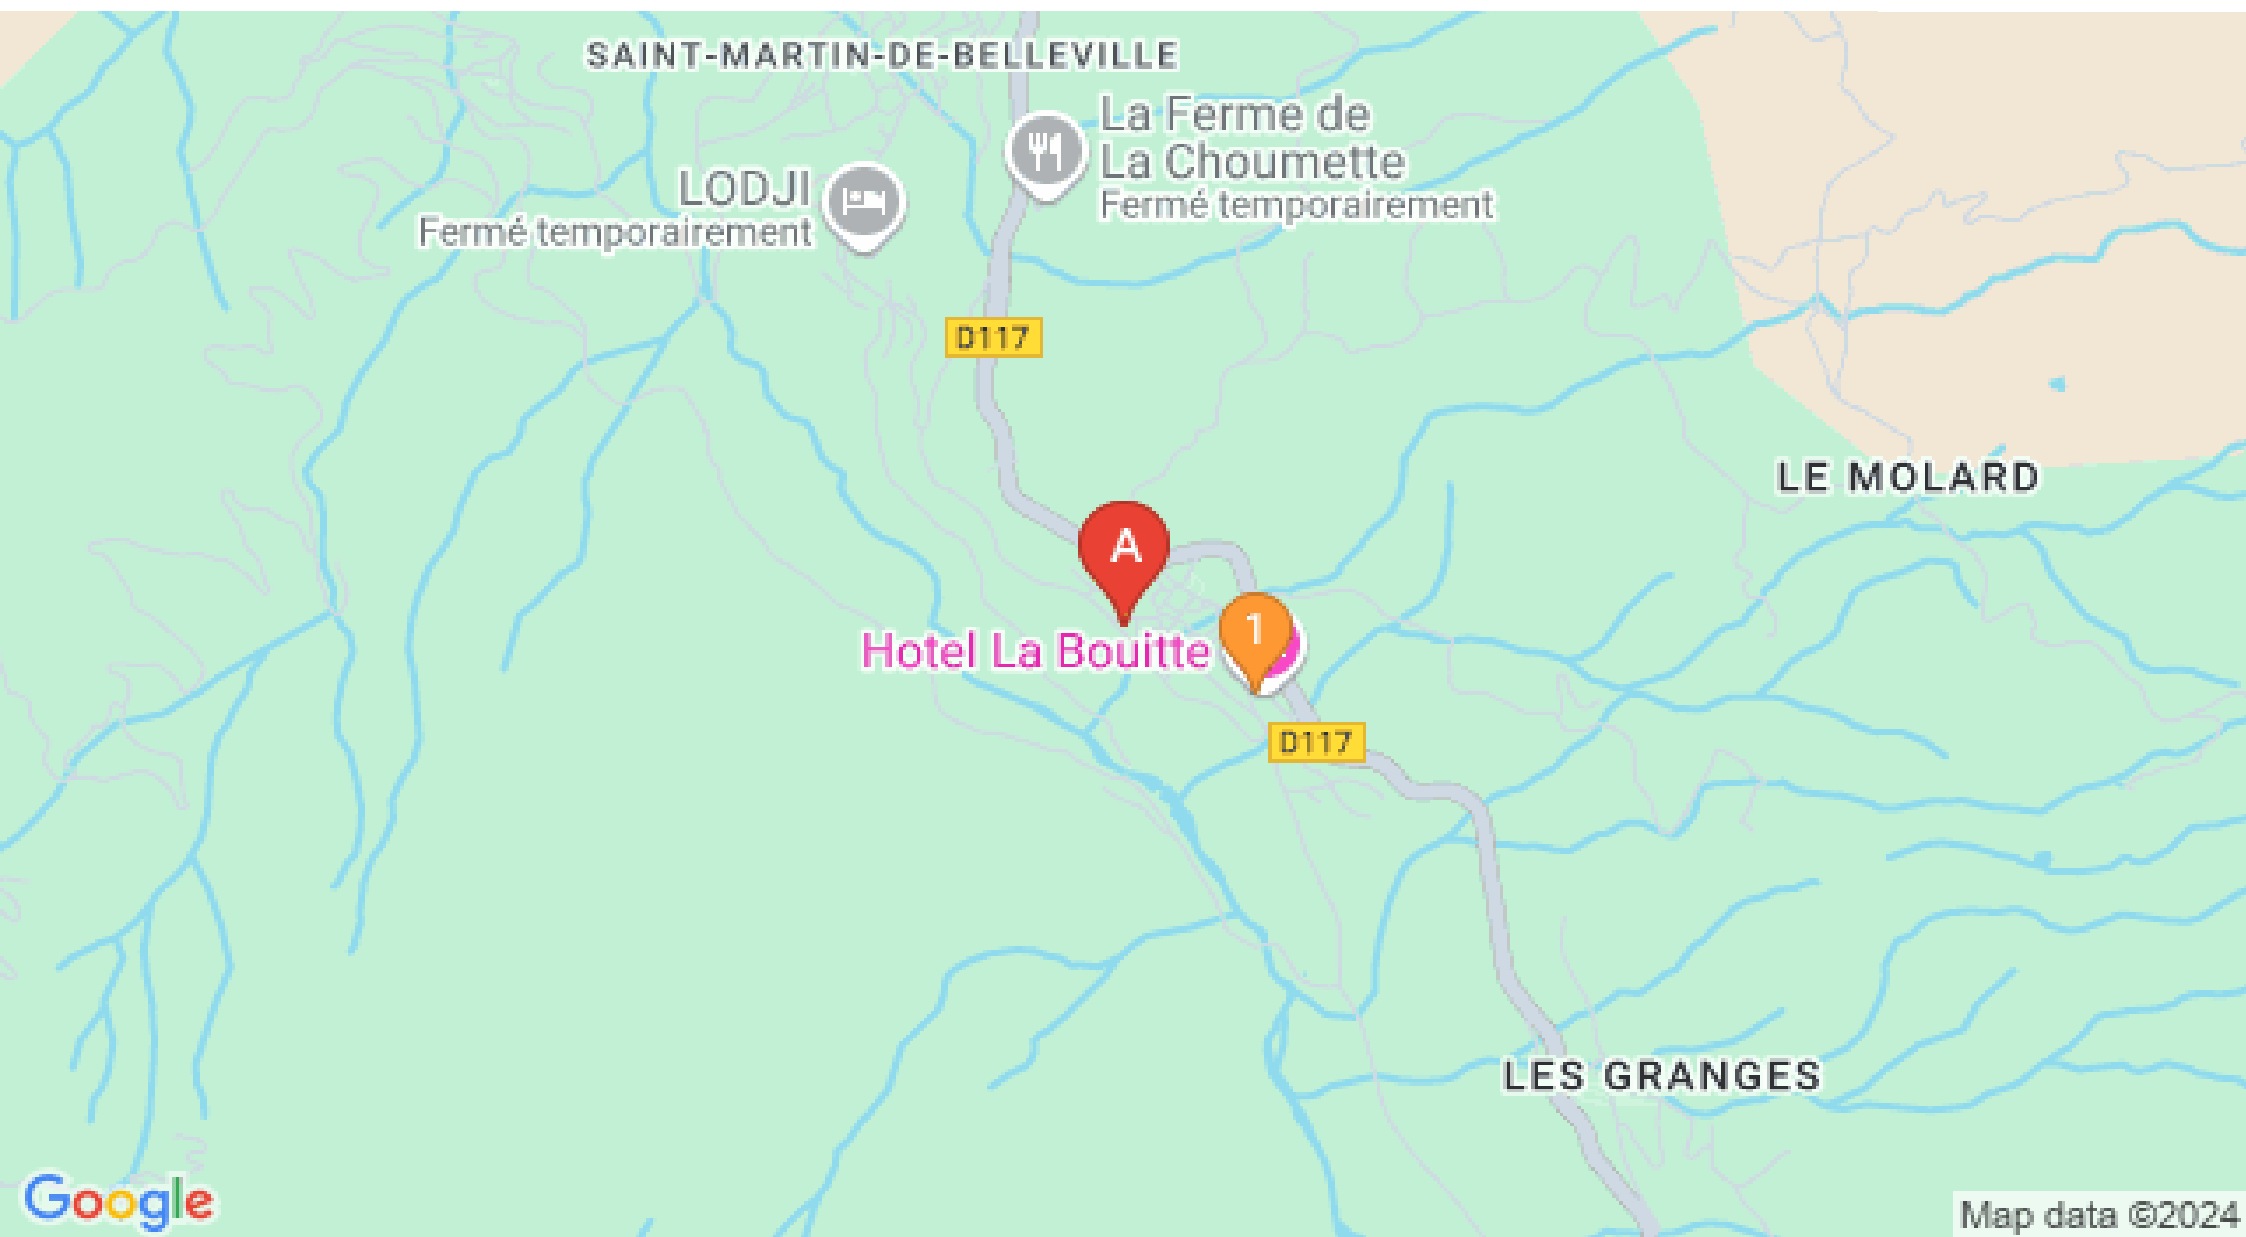 SAINT-MARTIN-DE-BELLEVILLE
La Ferme de
La Choumette
Fermé temporairement
LODJI
Fermé temporairement
D117
LE MOLARD
A
1
Hotel La Bouitte
D117
LES GRANGES
Google
Map data ©2024